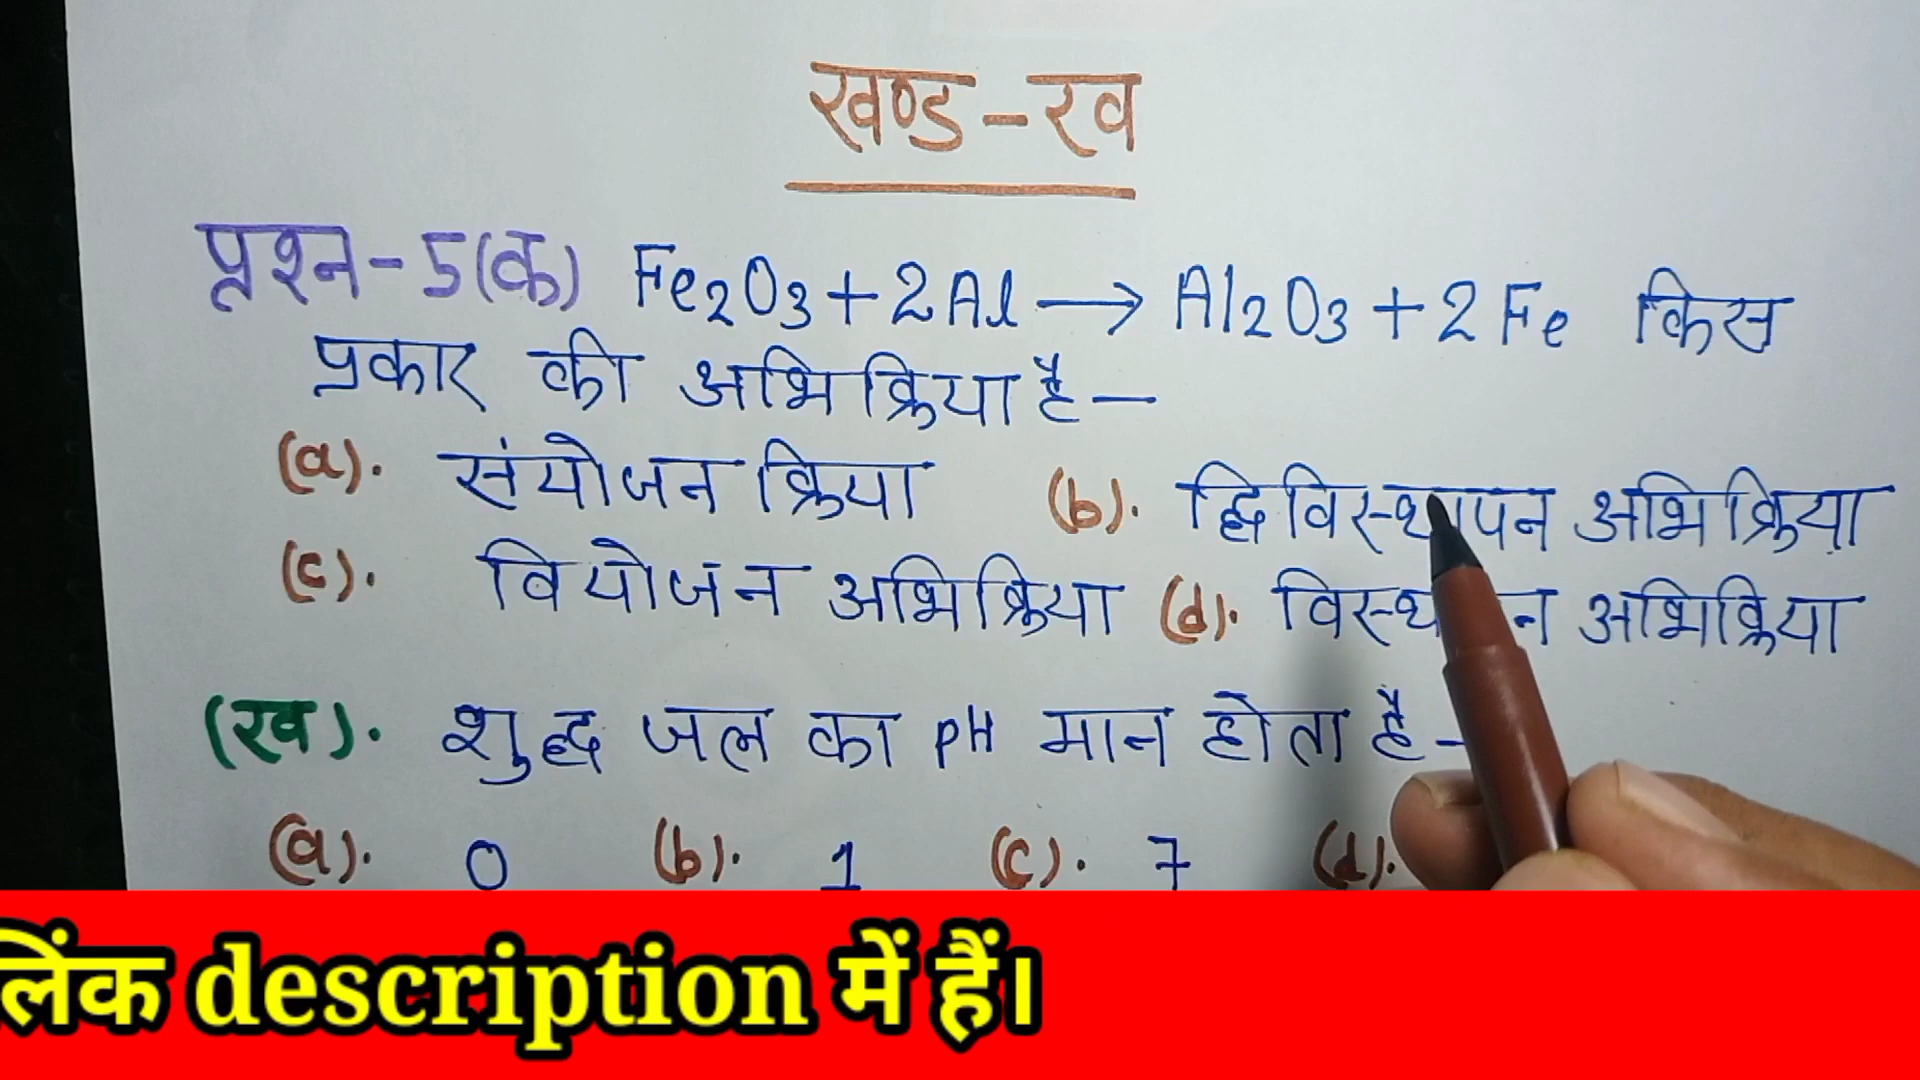 खण्ड-ख
प्रश्न-5(क) Fe₂O₃+2Al → Al₂O₃+2Fe किस
प्रकार की अभिक्रिया है-
(a). संयोजन क्रिया (b). द्विविस्थापन अभिक्रिया
(c). वियोजन अभिक्रिया (d). अभिक्रिया
(ख). शुद्ध जल का pH मान होता है-
(a). 0 (b). 1 (c). 7 (d).
लिंक description में हैं।